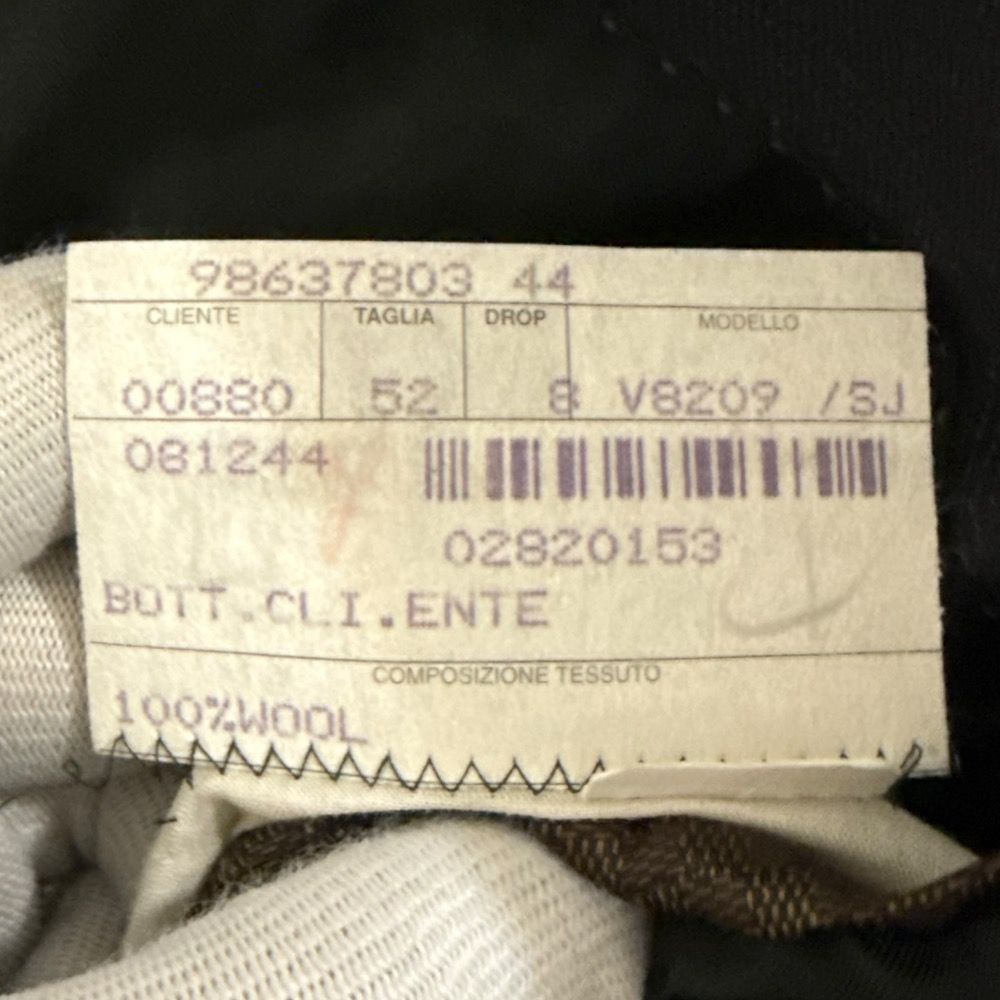 98637803 44
CLIENTE TAGLIA DROP MODELLO
00880 52 8 V8209 /SJ
081244
02820153
BOTT.CLI.ENTE
COMPOSIZIONE TESSUTO
100%WOOL